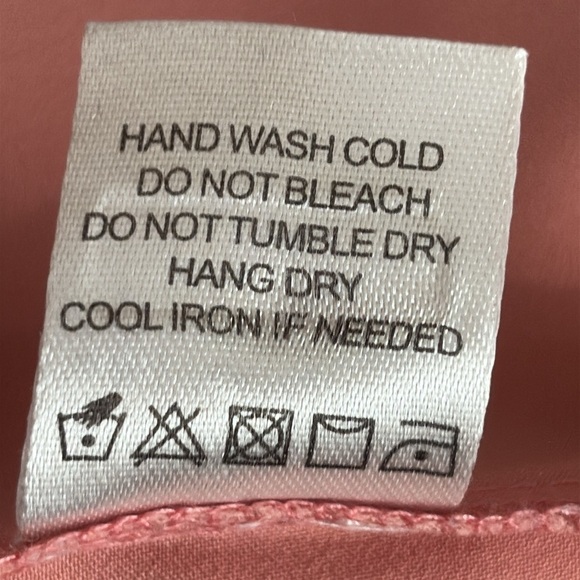 HAND WASH COLD
DO NOT BLEACH
DO NOT TUMBLE DRY
HANG DRY
COOL IRON IF NEEDED